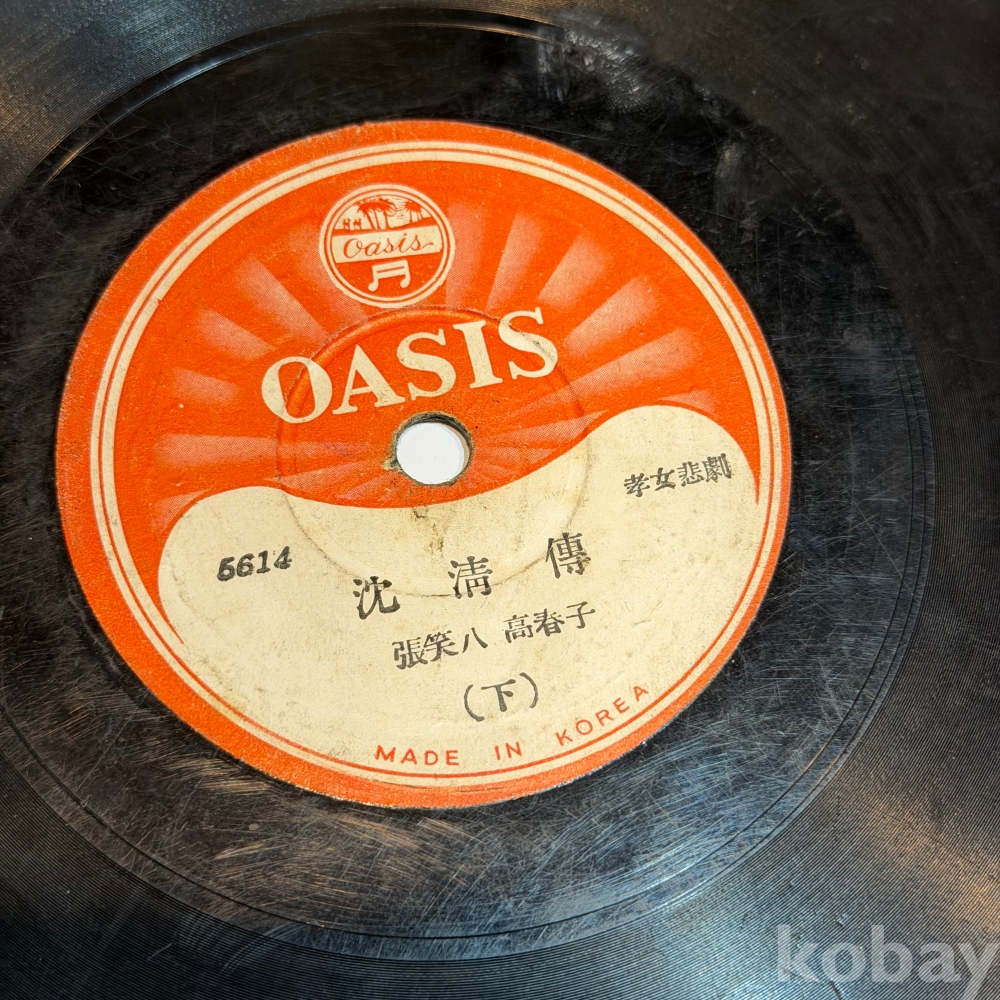 Oasis
OASIS
孝女悲劇
5614
沈淸傳
張笑八 高春子
(下)
MADE IN KOREA
kobay